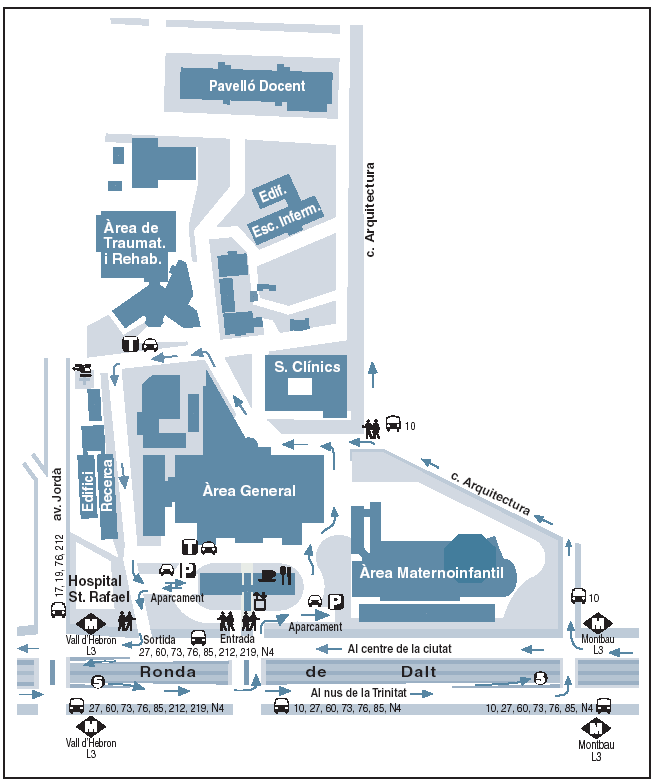 Pavelló Docent
c. Arquitectura
Edif.
Esc. Inferm.
Àrea de
Traumat.
i Rehab.
T
S. Clínics
10
c. Arquitectura
Àrea General
Edifici
Recerca
av. Jordà
17, 19, 76, 212
T
P
Àrea Maternoinfantil
Hospital
St. Rafael
Aparcament
P
Aparcament
10
M
Vall d'Hebron
L3
Sortida
Entrada
27, 60, 73, 76, 85, 212, 219, N4
M
Montbau
L3
Al centre de la ciutat
Ronda de Dalt
Al nus de la Trinitat
5
5
27, 60, 73, 76, 85, 212, 219, N4
10, 27, 60, 73, 76, 85, N4
10, 27, 60, 73, 76, 85, N4
M
Vall d'Hebron
L3
M
Montbau
L3